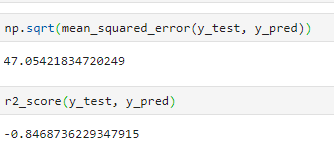 np.sqrt(mean_squared_error(y_test, y_pred))
47.05421834720249
r2_score(y_test, y_pred)
-0.8468736229347915